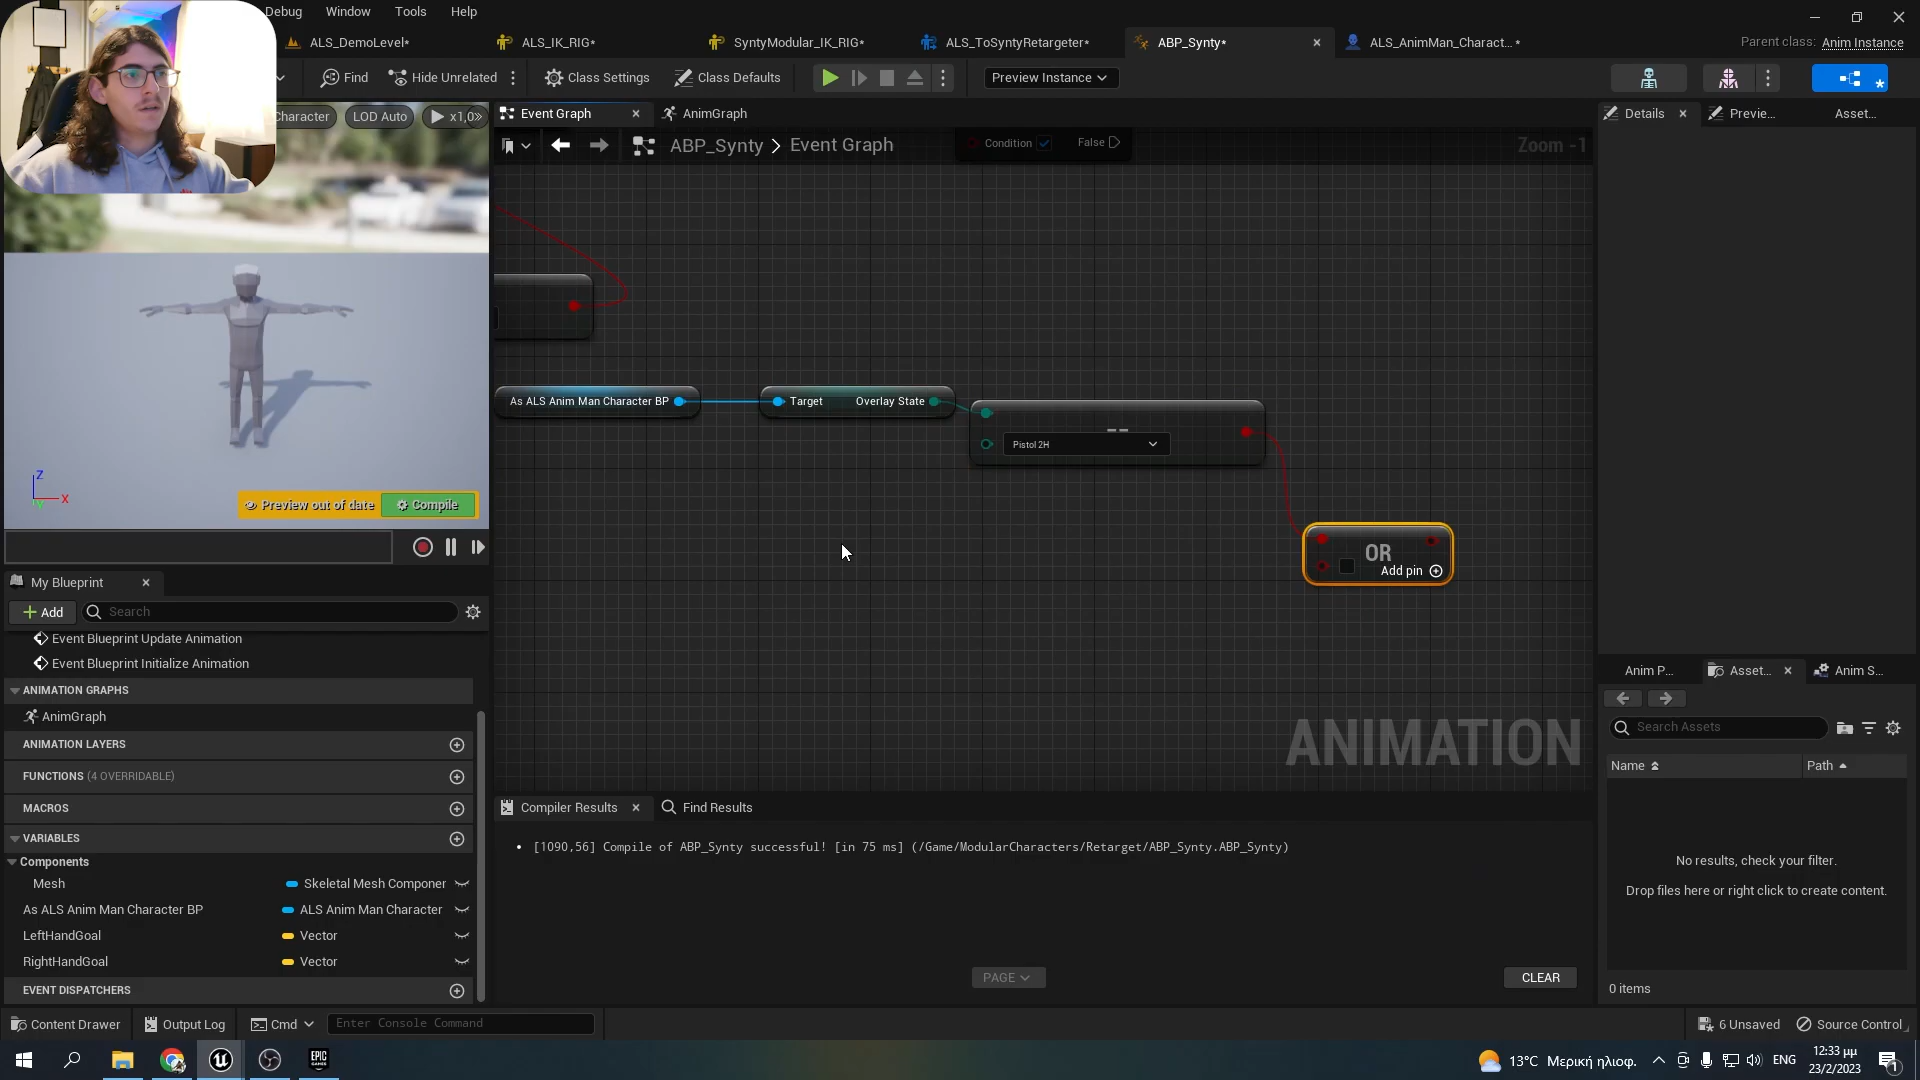 Debug Window Tools Help
ALS_DemoLevel* ALS_IK_RIG* SyntyModular_IK_RIG* ALS_ToSyntyRetargeter* ABP_Synty* ALS_AnimMan_Charact... *
Parent class: Anim Instance
Find Hide Unrelated Class Settings Class Defaults Preview Instance
Character LOD Auto x1,0
Event Graph AnimGraph
Details Previe... Asset...
ABP_Synty > Event Graph
Condition False
Zoom -1
As ALS Anim Man Character BP
Target Overlay State
==
Pistol 2H
OR
Add pin
Z
X
Preview out of date Compile
ANIMATION
My Blueprint
Add Search
Event Blueprint Update Animation
Event Blueprint Initialize Animation
ANIMATION GRAPHS
AnimGraph
ANIMATION LAYERS
FUNCTIONS (4 OVERRIDABLE)
MACROS
VARIABLES
Components
Mesh Skeletal Mesh Componer
As ALS Anim Man Character BP ALS Anim Man Character
LeftHandGoal Vector
RightHandGoal Vector
EVENT DISPATCHERS
Compiler Results Find Results
• [1090,56] Compile of ABP_Synty successful! [in 75 ms] (/Game/ModularCharacters/Retarget/ABP_Synty.ABP_Synty)
PAGE CLEAR
Anim P... Asset... Anim S...
Search Assets
Name Path
No results, check your filter.
Drop files here or right click to create content.
0 items
Content Drawer Output Log Cmd Enter Console Command
6 Unsaved Source Control
EPIC GAMES
13°C Μερική ηλιοφ. ENG
12:33 μμ
23/2/2023
1